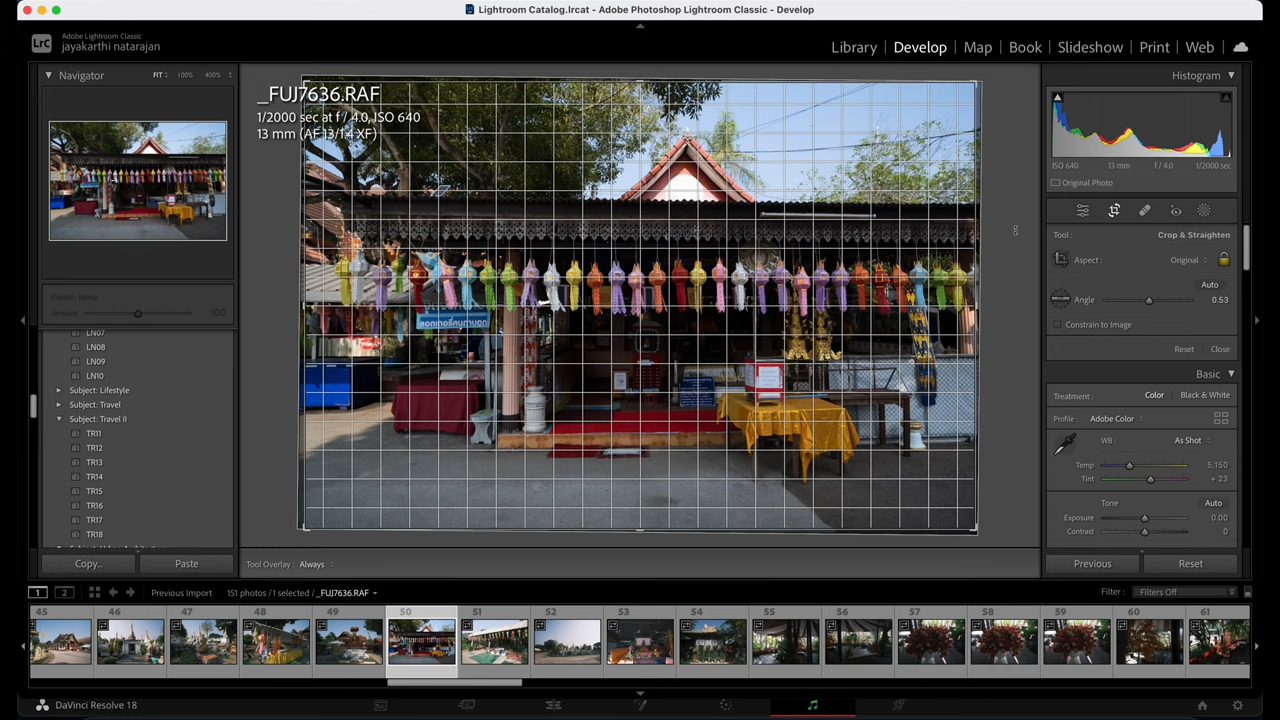 Lightroom Catalog.lrcat - Adobe Photoshop Lightroom Classic - Develop
LrC
Adobe Lightroom Classic
jayakarthi natarajan
Library Develop Map Book Slideshow Print Web
Navigator FIT 100% 400%
Histogram
_FUJ7636.RAF
1/2000 sec at f / 4.0, ISO 640
13 mm (AF 13/1.4 XF)
ISO 640 13 mm f / 4.0 1/2000 sec
Original Photo
Tool: Crop & Straighten
Aspect: Original
Auto
Angle 0.53
Constrain to Image
Reset Close
Preset: None
Amount 100
LN07
LN08
LN09
LN10
Subject: Lifestyle
Subject: Travel
Subject: Travel II
TR11
TR12
TR13
TR14
TR15
TR16
TR17
TR18
Basic
Treatment: Color Black & White
Profile: Adobe Color
WB: As Shot
Temp 5,150
Tint + 23
Tone Auto
Exposure 0.00
Contrast 0
Copy... Paste
Tool Overlay: Always
Previous Reset
1 2 Previous Import 151 photos /1 selected / _FUJ7636.RAF Filter : Filters Off
45 46 47 48 49 50 51 52 53 54 55 56 57 58 59 60 61
DaVinci Resolve 18